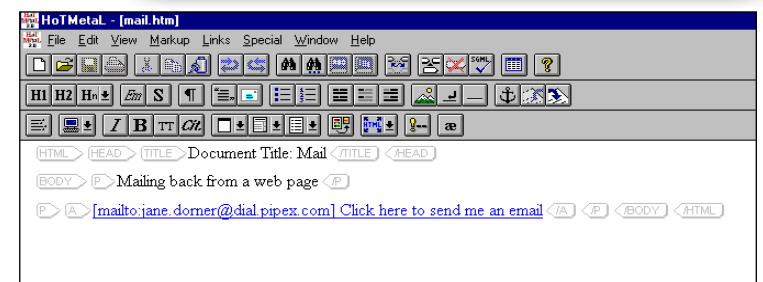 HoTMetaL - [mail.htm]
File Edit View Markup Links Special Window Help
SGML ?
H1 H2 Hn Em S ¶
I B TT Cit. HTML !-- æ
HTML HEAD TITLE Document Title: Mail /TITLE /HEAD
BODY P Mailing back from a web page /P
P A [mailto:jane.dorner@dial.pipex.com] Click here to send me an email /A /P /BODY /HTML